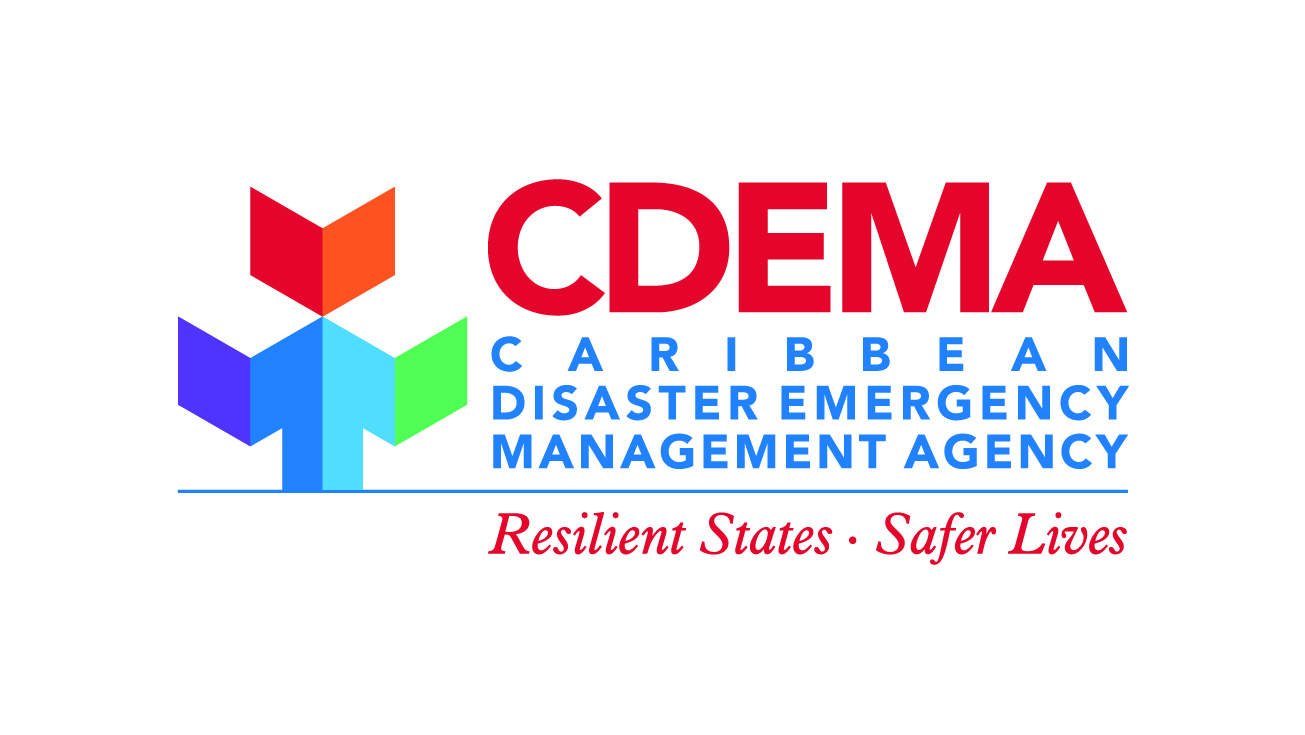 CDEMA
CARIBBEAN
DISASTER EMERGENCY
MANAGEMENT AGENCY
Resilient States · Safer Lives